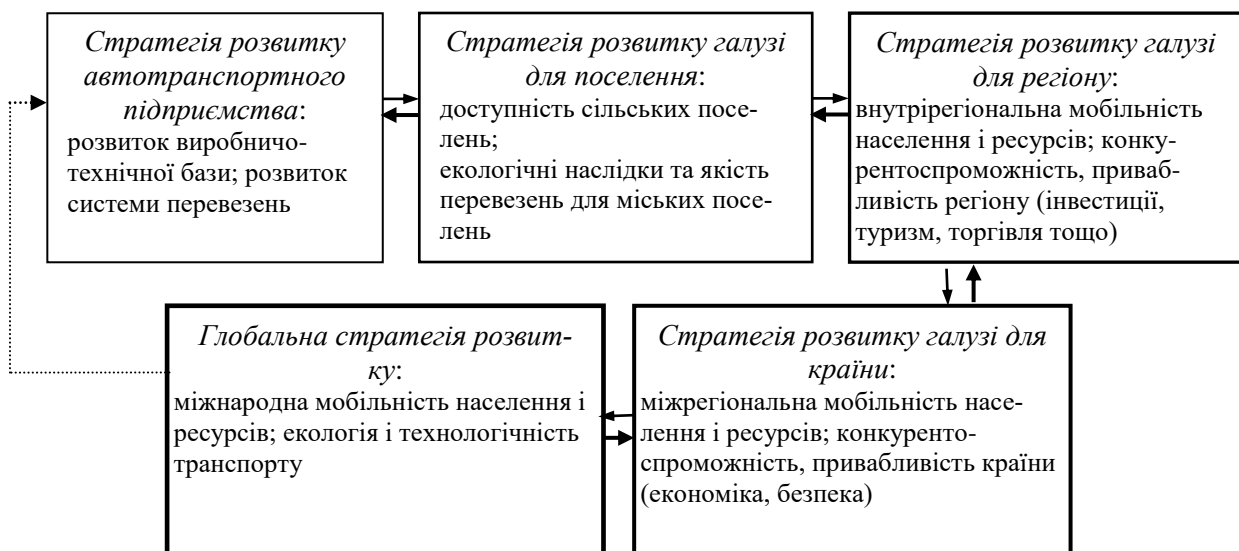 Стратегія розвитку
автотранспортного
підприємства:
розвиток виробничо-
технічної бази; розвиток
системи перевезень
Стратегія розвитку галузі
для поселення:
доступність сільських посе-
лень;
екологічні наслідки та якість
перевезень для міських посе-
лень
Стратегія розвитку галузі
для регіону:
внутрірегіональна мобільність
населення і ресурсів; конку-
рентоспроможність, приваб-
ливість регіону (інвестиції,
туризм, торгівля тощо)
Глобальна стратегія розвит-
ку:
міжнародна мобільність населення і
ресурсів; екологія і технологічність
транспорту
Стратегія розвитку галузі для
країни:
міжрегіональна мобільність насе-
лення і ресурсів; конкуренто-
спроможність, привабливість країни
(економіка, безпека)